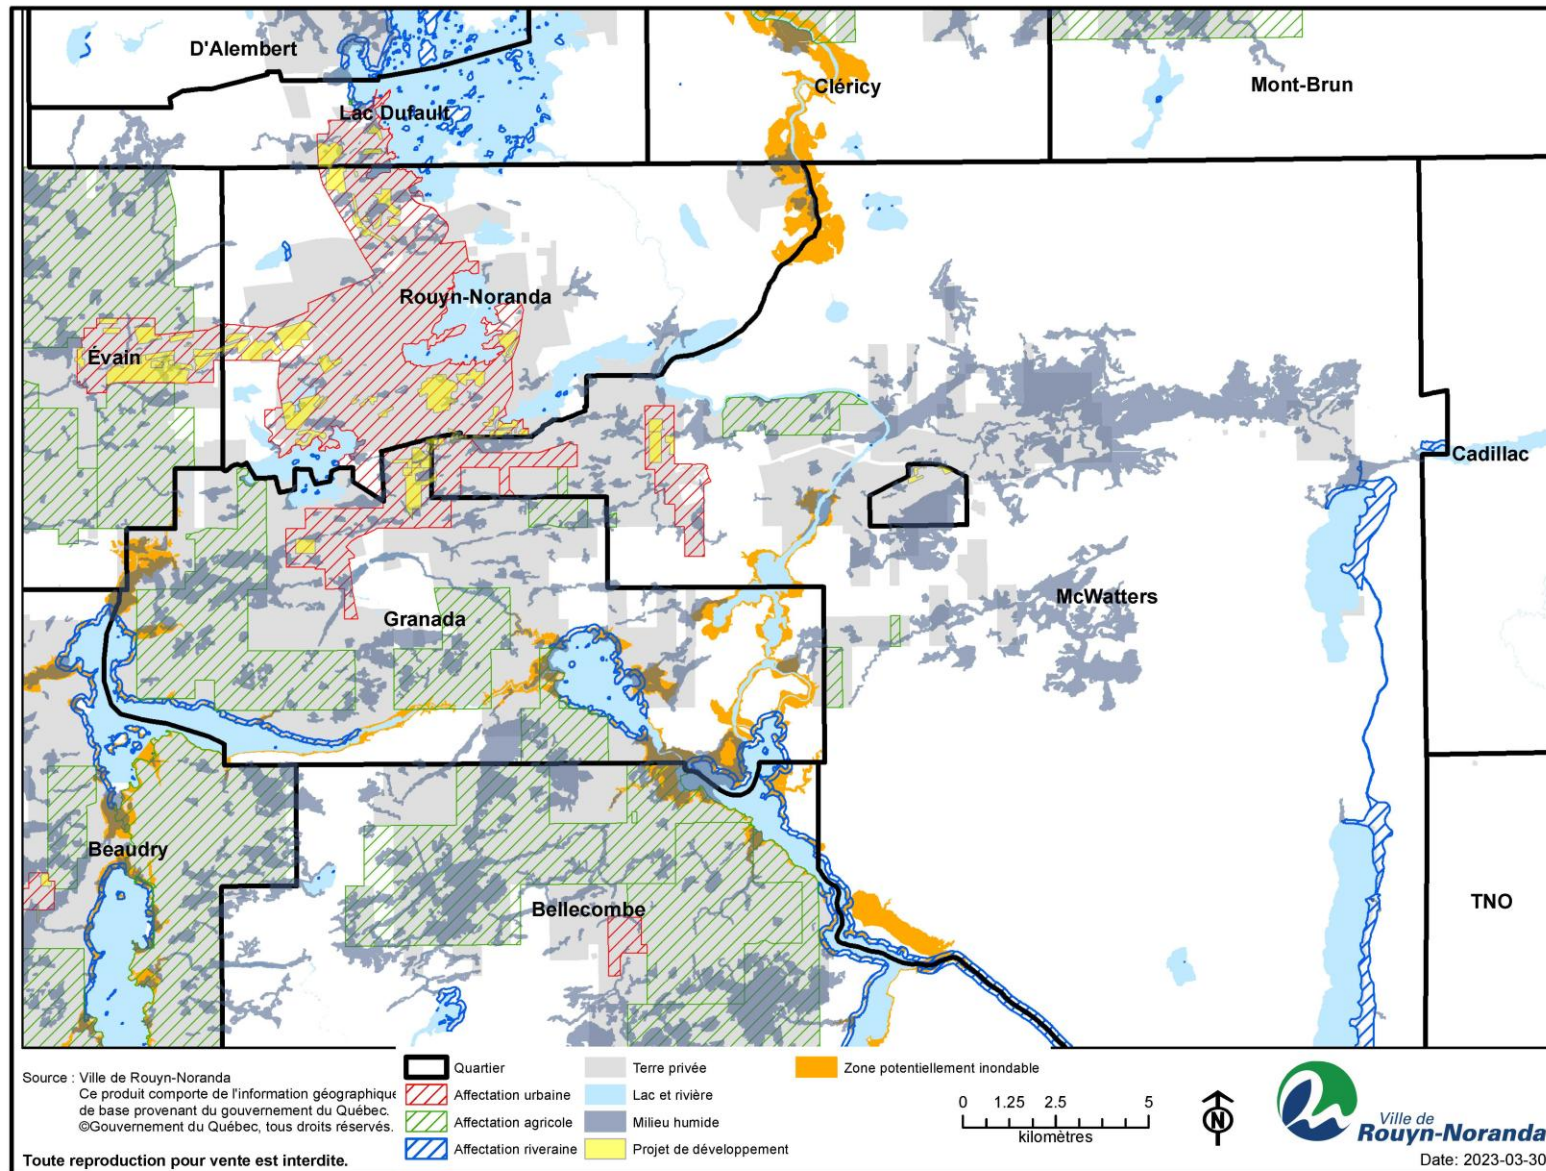 D'Alembert
Lac Dufault
Cléricy
Mont-Brun
Rouyn-Noranda
Évain
Cadillac
McWatters
Granada
Beaudry
Bellecombe
TNO
Source : Ville de Rouyn-Noranda
Ce produit comporte de l'information géographique
de base provenant du gouvernement du Québec.
©Gouvernement du Québec, tous droits réservés.
Toute reproduction pour vente est interdite.
Quartier
Affectation urbaine
Affectation agricole
Affectation riveraine
Terre privée
Lac et rivière
Milieu humide
Projet de développement
Zone potentiellement inondable
0 1.25 2.5 5
kilomètres
N
Ville de
Rouyn-Noranda
Date: 2023-03-30